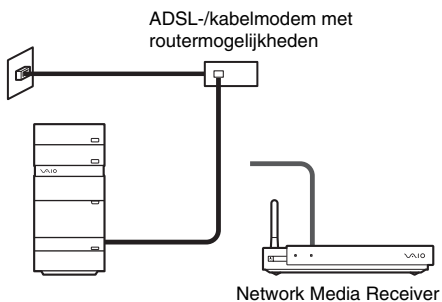 ADSL-/kabelmodem met
routermogelijkheden
VAIO
VAIO
Network Media Receiver